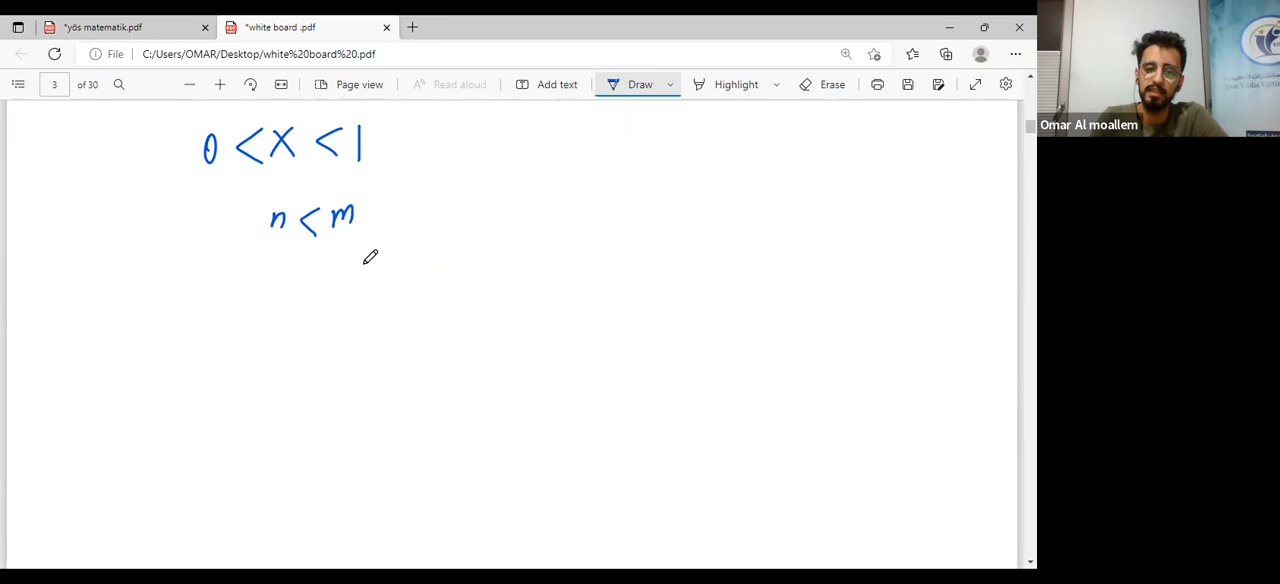 *yös matematik.pdf
*white board .pdf
File
C:/Users/OMAR/Desktop/white%20board%20.pdf
3 of 30
Page view
Read aloud
Add text
Draw
Highlight
Erase
Omar Al moallem
0 < X < 1
n < m